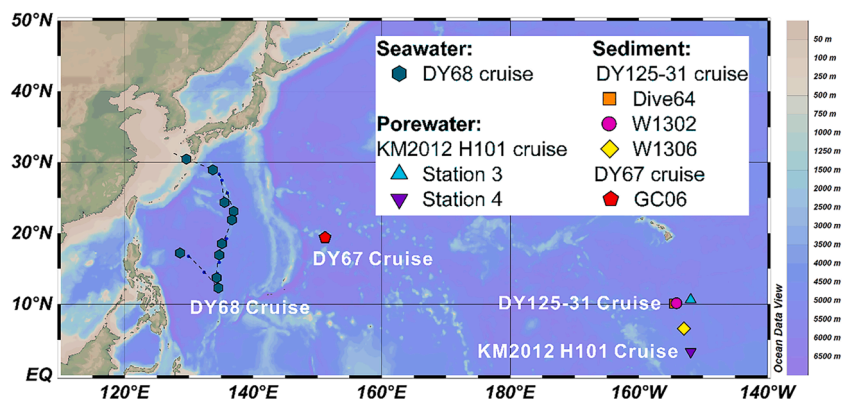 50°N
40°N
30°N
20°N
10°N
EQ
120°E
140°E
160°E
180°E
160°W
140°W
Seawater:
DY68 cruise
Porewater:
KM2012 H101 cruise
Station 3
Station 4
Sediment:
DY125-31 cruise
Dive64
W1302
W1306
DY67 cruise
GC06
DY67 Cruise
DY68 Cruise
DY125-31 Cruise
KM2012 H101 Cruise
Ocean Data View
50 m
100 m
250 m
500 m
750 m
1000 m
1500 m
2000 m
2500 m
3000 m
3500 m
4000 m
4500 m
5000 m
5500 m
6000 m
6500 m